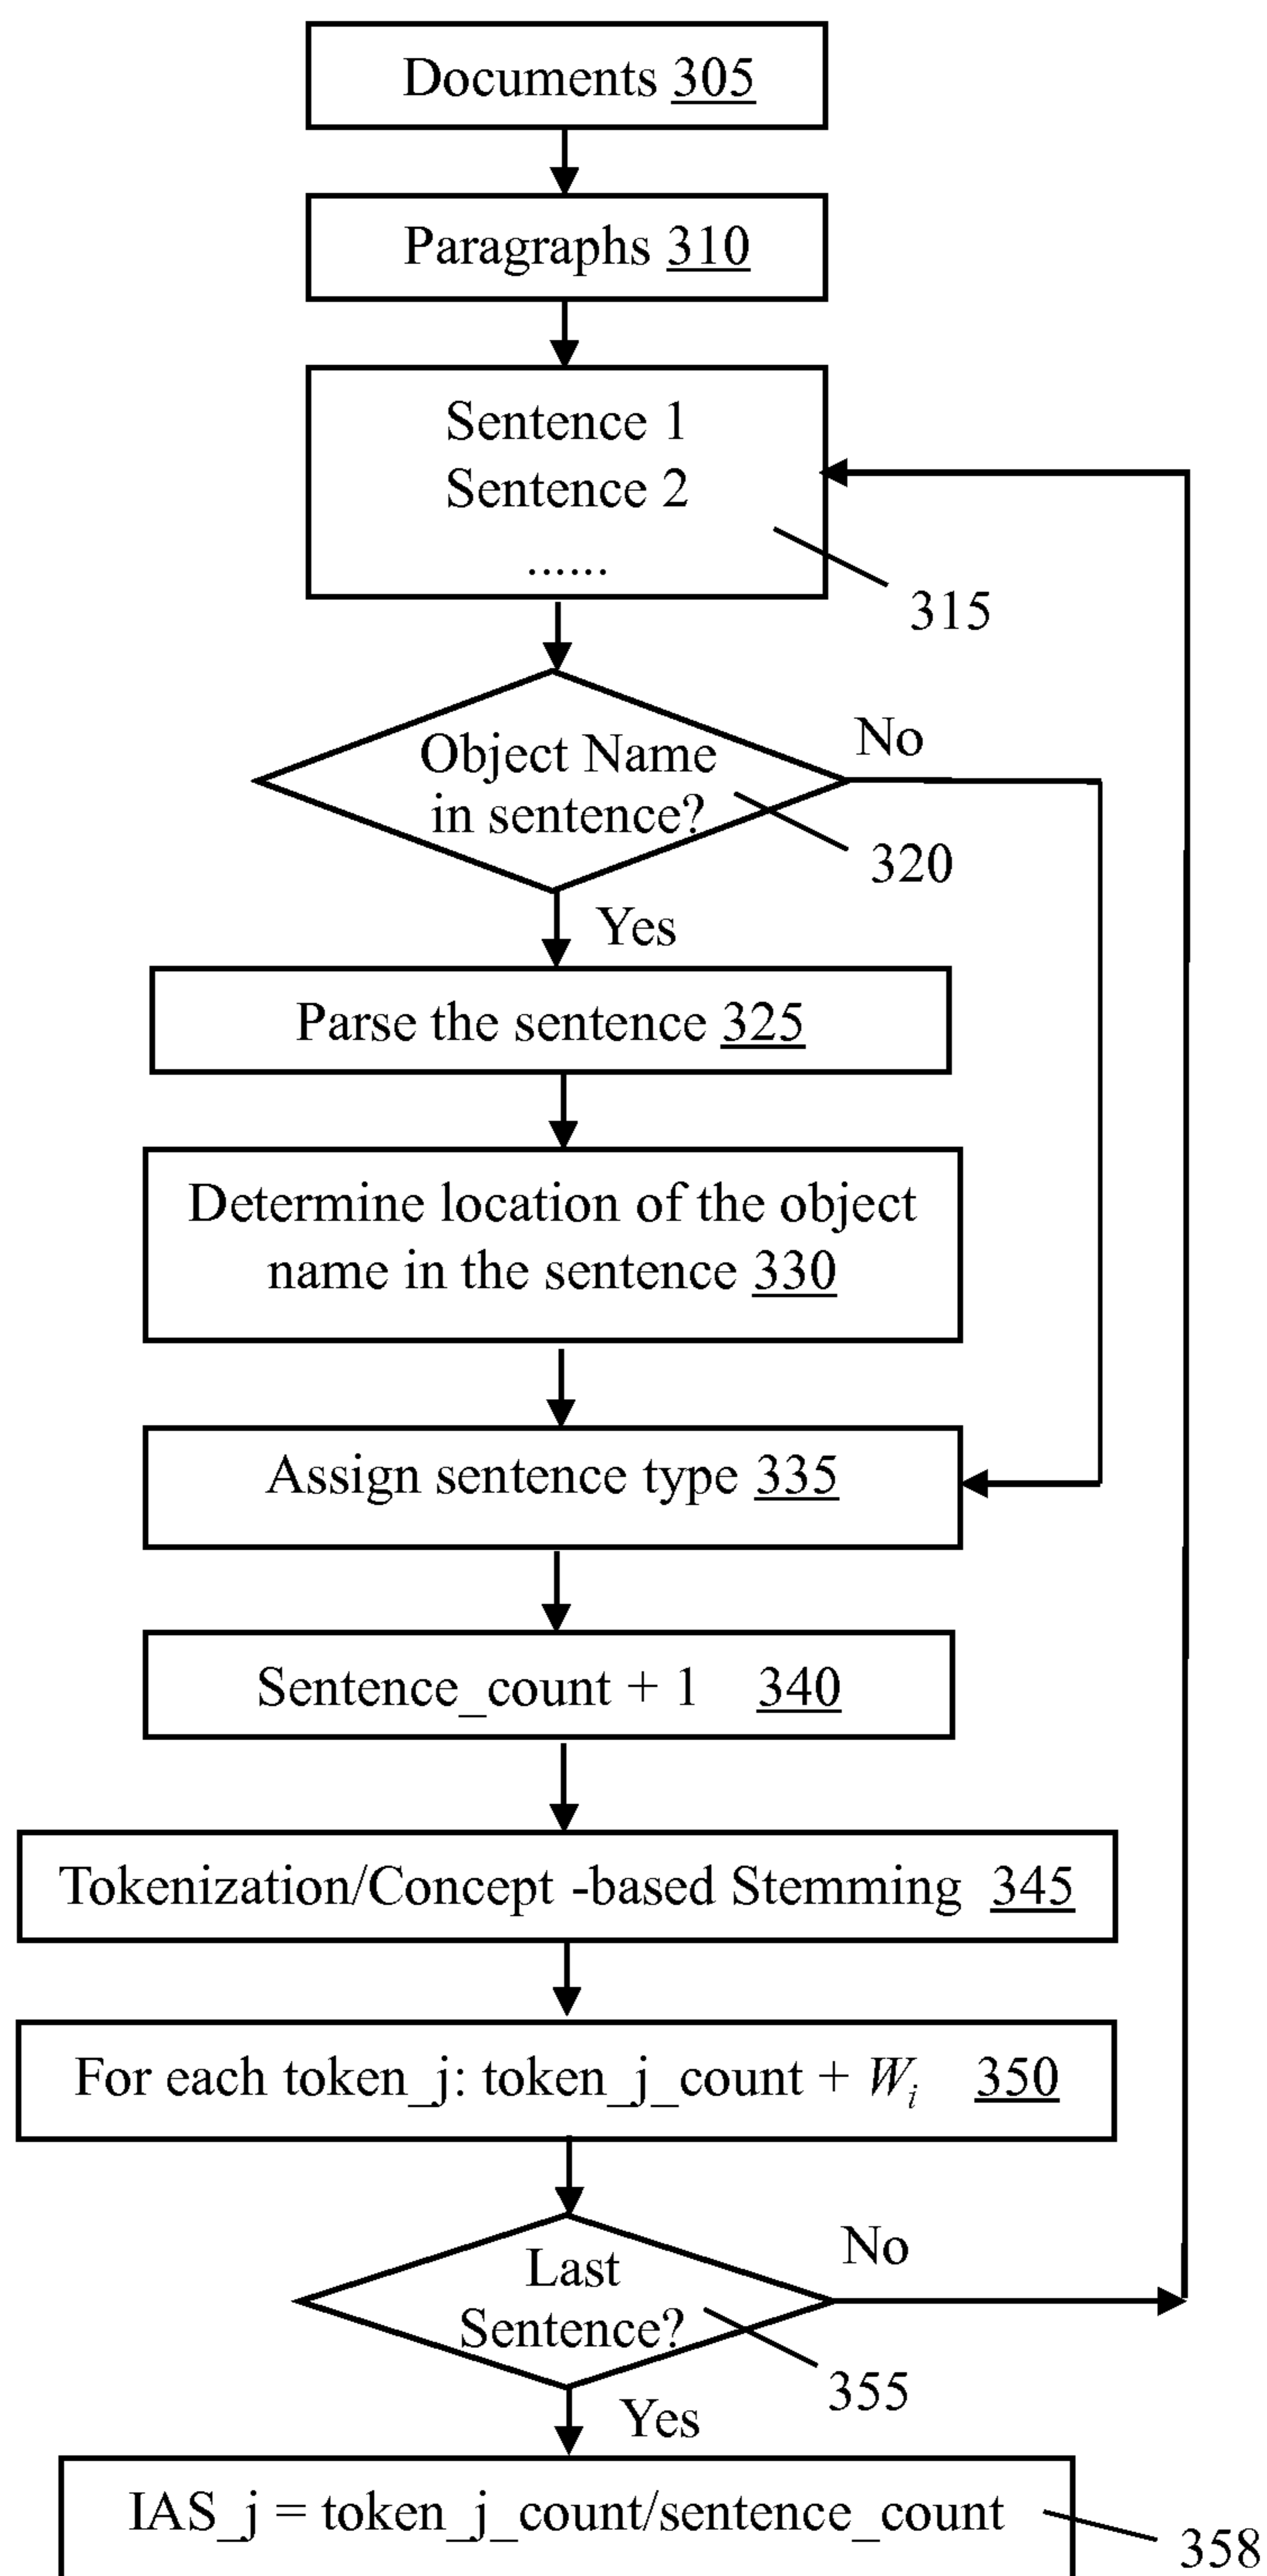 Documents 305
Paragraphs 310
Sentence 1
Sentence 2
......
315
Object Name
in sentence?
No
320
Yes
Parse the sentence 325
Determine location of the object
name in the sentence 330
Assign sentence type 335
Sentence_count + 1 340
Tokenization/Concept -based Stemming 345
For each token_j: token_j_count + Wi 350
Last
Sentence?
No
355
Yes
IAS_j = token_j_count/sentence_count
358